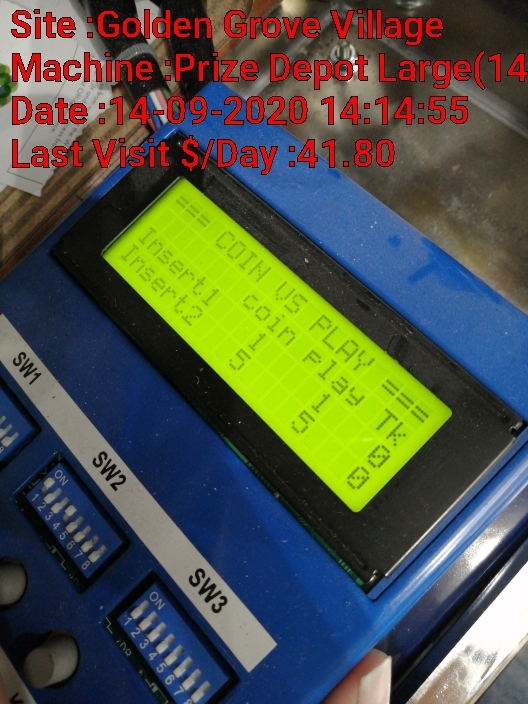 Site :Golden Grove Village
Machine :Prize Depot Large(14
Date :14-09-2020 14:14:55
Last Visit $/Day :41.80
=== COIN VS PLAY ===
coin play TK
Insert1 1 1 0
Insert2 5 5 0
SW1
SW2
ON
1 2 3 4 5 6 7 8
SW3
ON
1 2 3 4 5 6 7 8